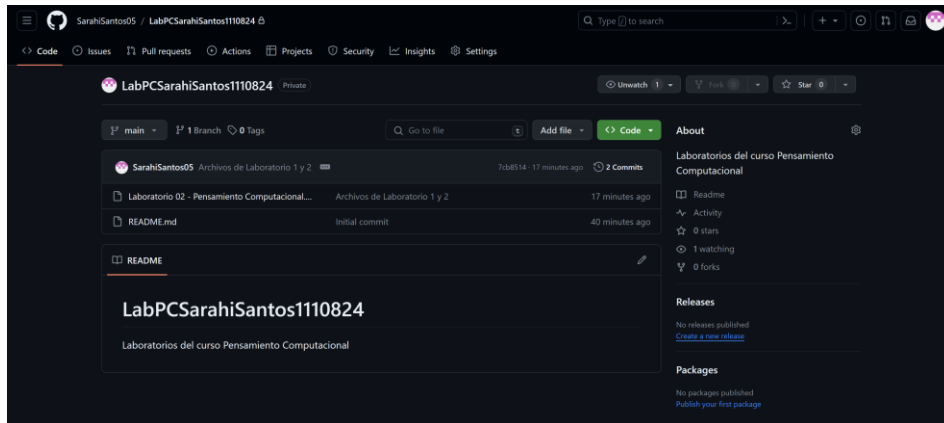 SarahiSantos05 / LabPCSarahiSantos1110824
Type / to search
Code Issues Pull requests Actions Projects Security Insights Settings
LabPCSarahiSantos1110824 Private
Unwatch 1 Fork 0 Star 0
main 1 Branch 0 Tags Go to file t Add file Code
SarahiSantos05 Archivos de Laboratorio 1 y 2 7cb8514 · 17 minutes ago 2 Commits
Laboratorio 02 - Pensamiento Computacional.... Archivos de Laboratorio 1 y 2 17 minutes ago
README.md Initial commit 40 minutes ago
README
LabPCSarahiSantos1110824
Laboratorios del curso Pensamiento Computacional
About
Laboratorios del curso Pensamiento
Computacional
Readme
Activity
0 stars
1 watching
0 forks
Releases
No releases published
Create a new release
Packages
No packages published
Publish your first package